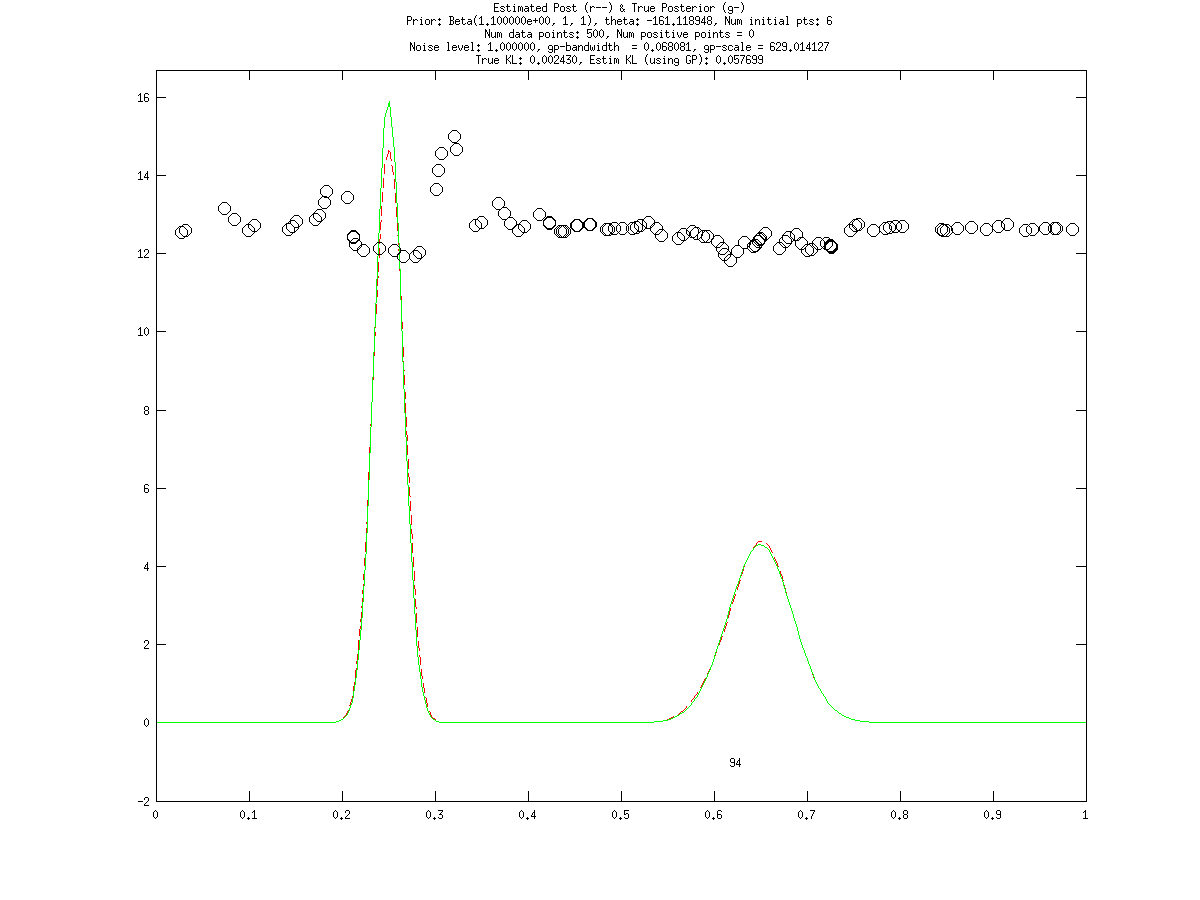 Estimated Post (r--) & True Posterior (g-)
Prior: Beta(1.100000e+00, 1, 1), theta: -161.118948, Num initial pts: 6
Num data points: 500, Num positive points = 0
Noise level: 1.000000, gp-bandwidth  = 0.068081, gp-scale = 629.014127
True KL: 0.002430, Estim KL (using GP): 0.057699
16
14
12
10
8
6
4
2
0
94
-2
0 0.1 0.2 0.3 0.4 0.5 0.6 0.7 0.8 0.9 1